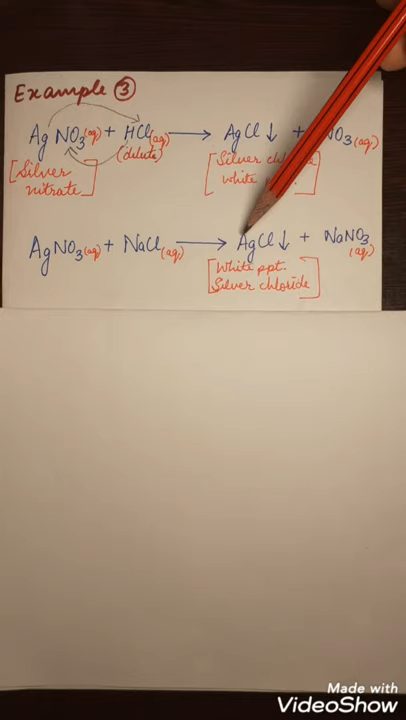 Example ③
AgNO₃(aq) + HCl(aq) ⟶ AgCl↓ + NO₃(aq.)
(dilute)
[Silver nitrate]
[Silver
white
AgNO₃(aq) + NaCl(aq) ⟶ AgCl↓ + NaNO₃(aq)
[White ppt.
Silver chloride]
Made with
VideoShow